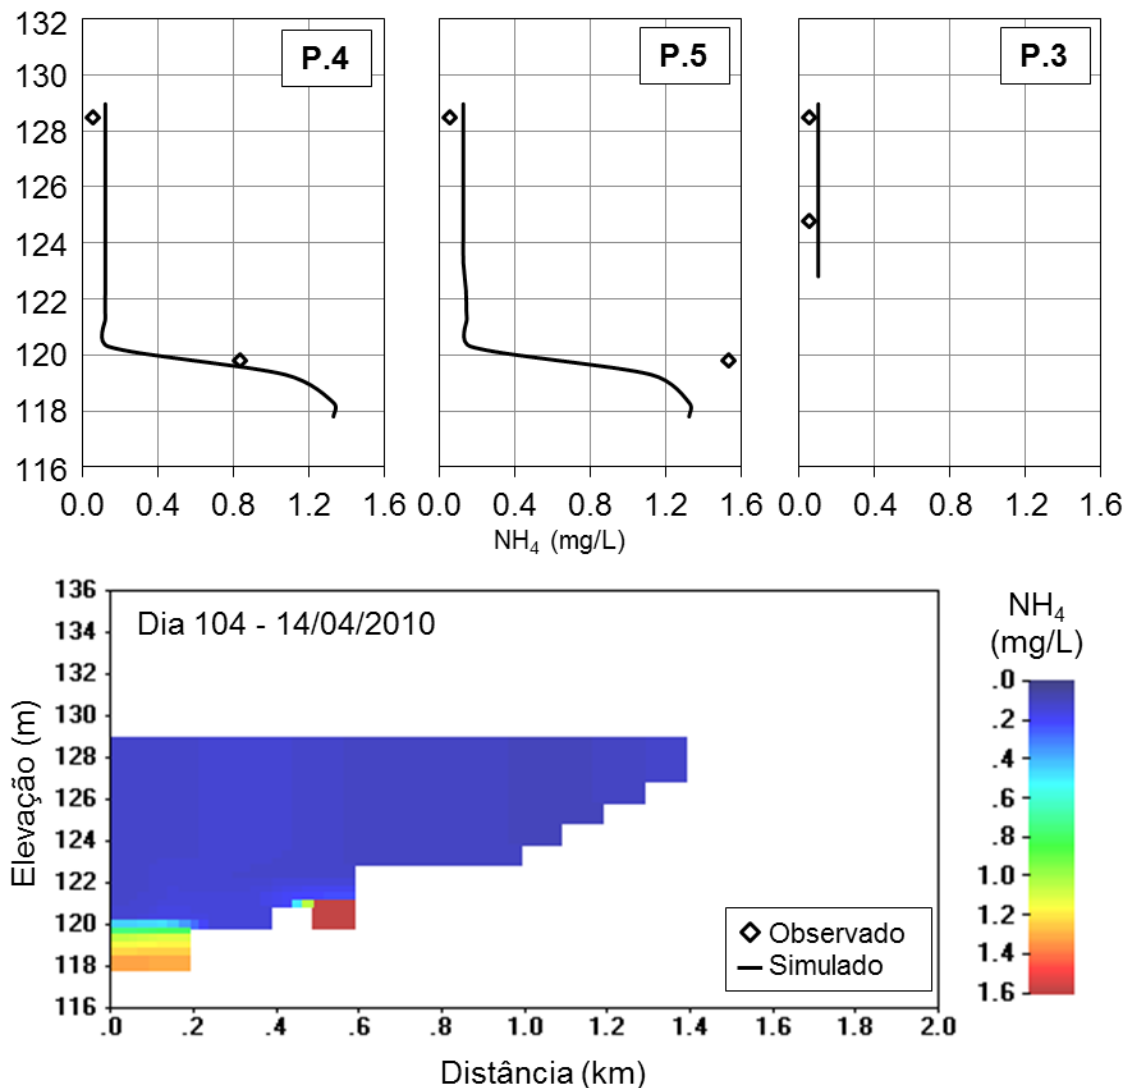 132
130
128
126
124
122
120
118
116
P.4
P.5
P.3
0.0 0.4 0.8 1.2 1.6
0.0 0.4 0.8 1.2 1.6
0.0 0.4 0.8 1.2 1.6
NH₄ (mg/L)
136
134
132
130
128
126
124
122
120
118
116
Elevação (m)
Dia 104 - 14/04/2010
Observado
Simulado
.0 .2 .4 .6 .8 1.0 1.2 1.4 1.6 1.8 2.0
Distância (km)
NH₄
(mg/L)
.0
.2
.4
.6
.8
1.0
1.2
1.4
1.6